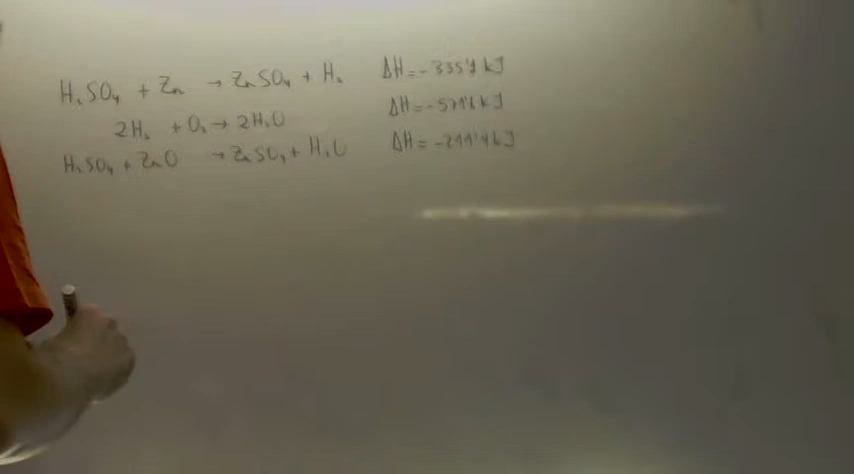 H₂SO₄ + Zn → ZnSO₄ + H₂ ΔH = -335'1 kJ
2H₂ + O₂ → 2H₂O ΔH = -571'6 kJ
H₂SO₄ + ZnO → ZnSO₄ + H₂O ΔH = -211'4 kJ